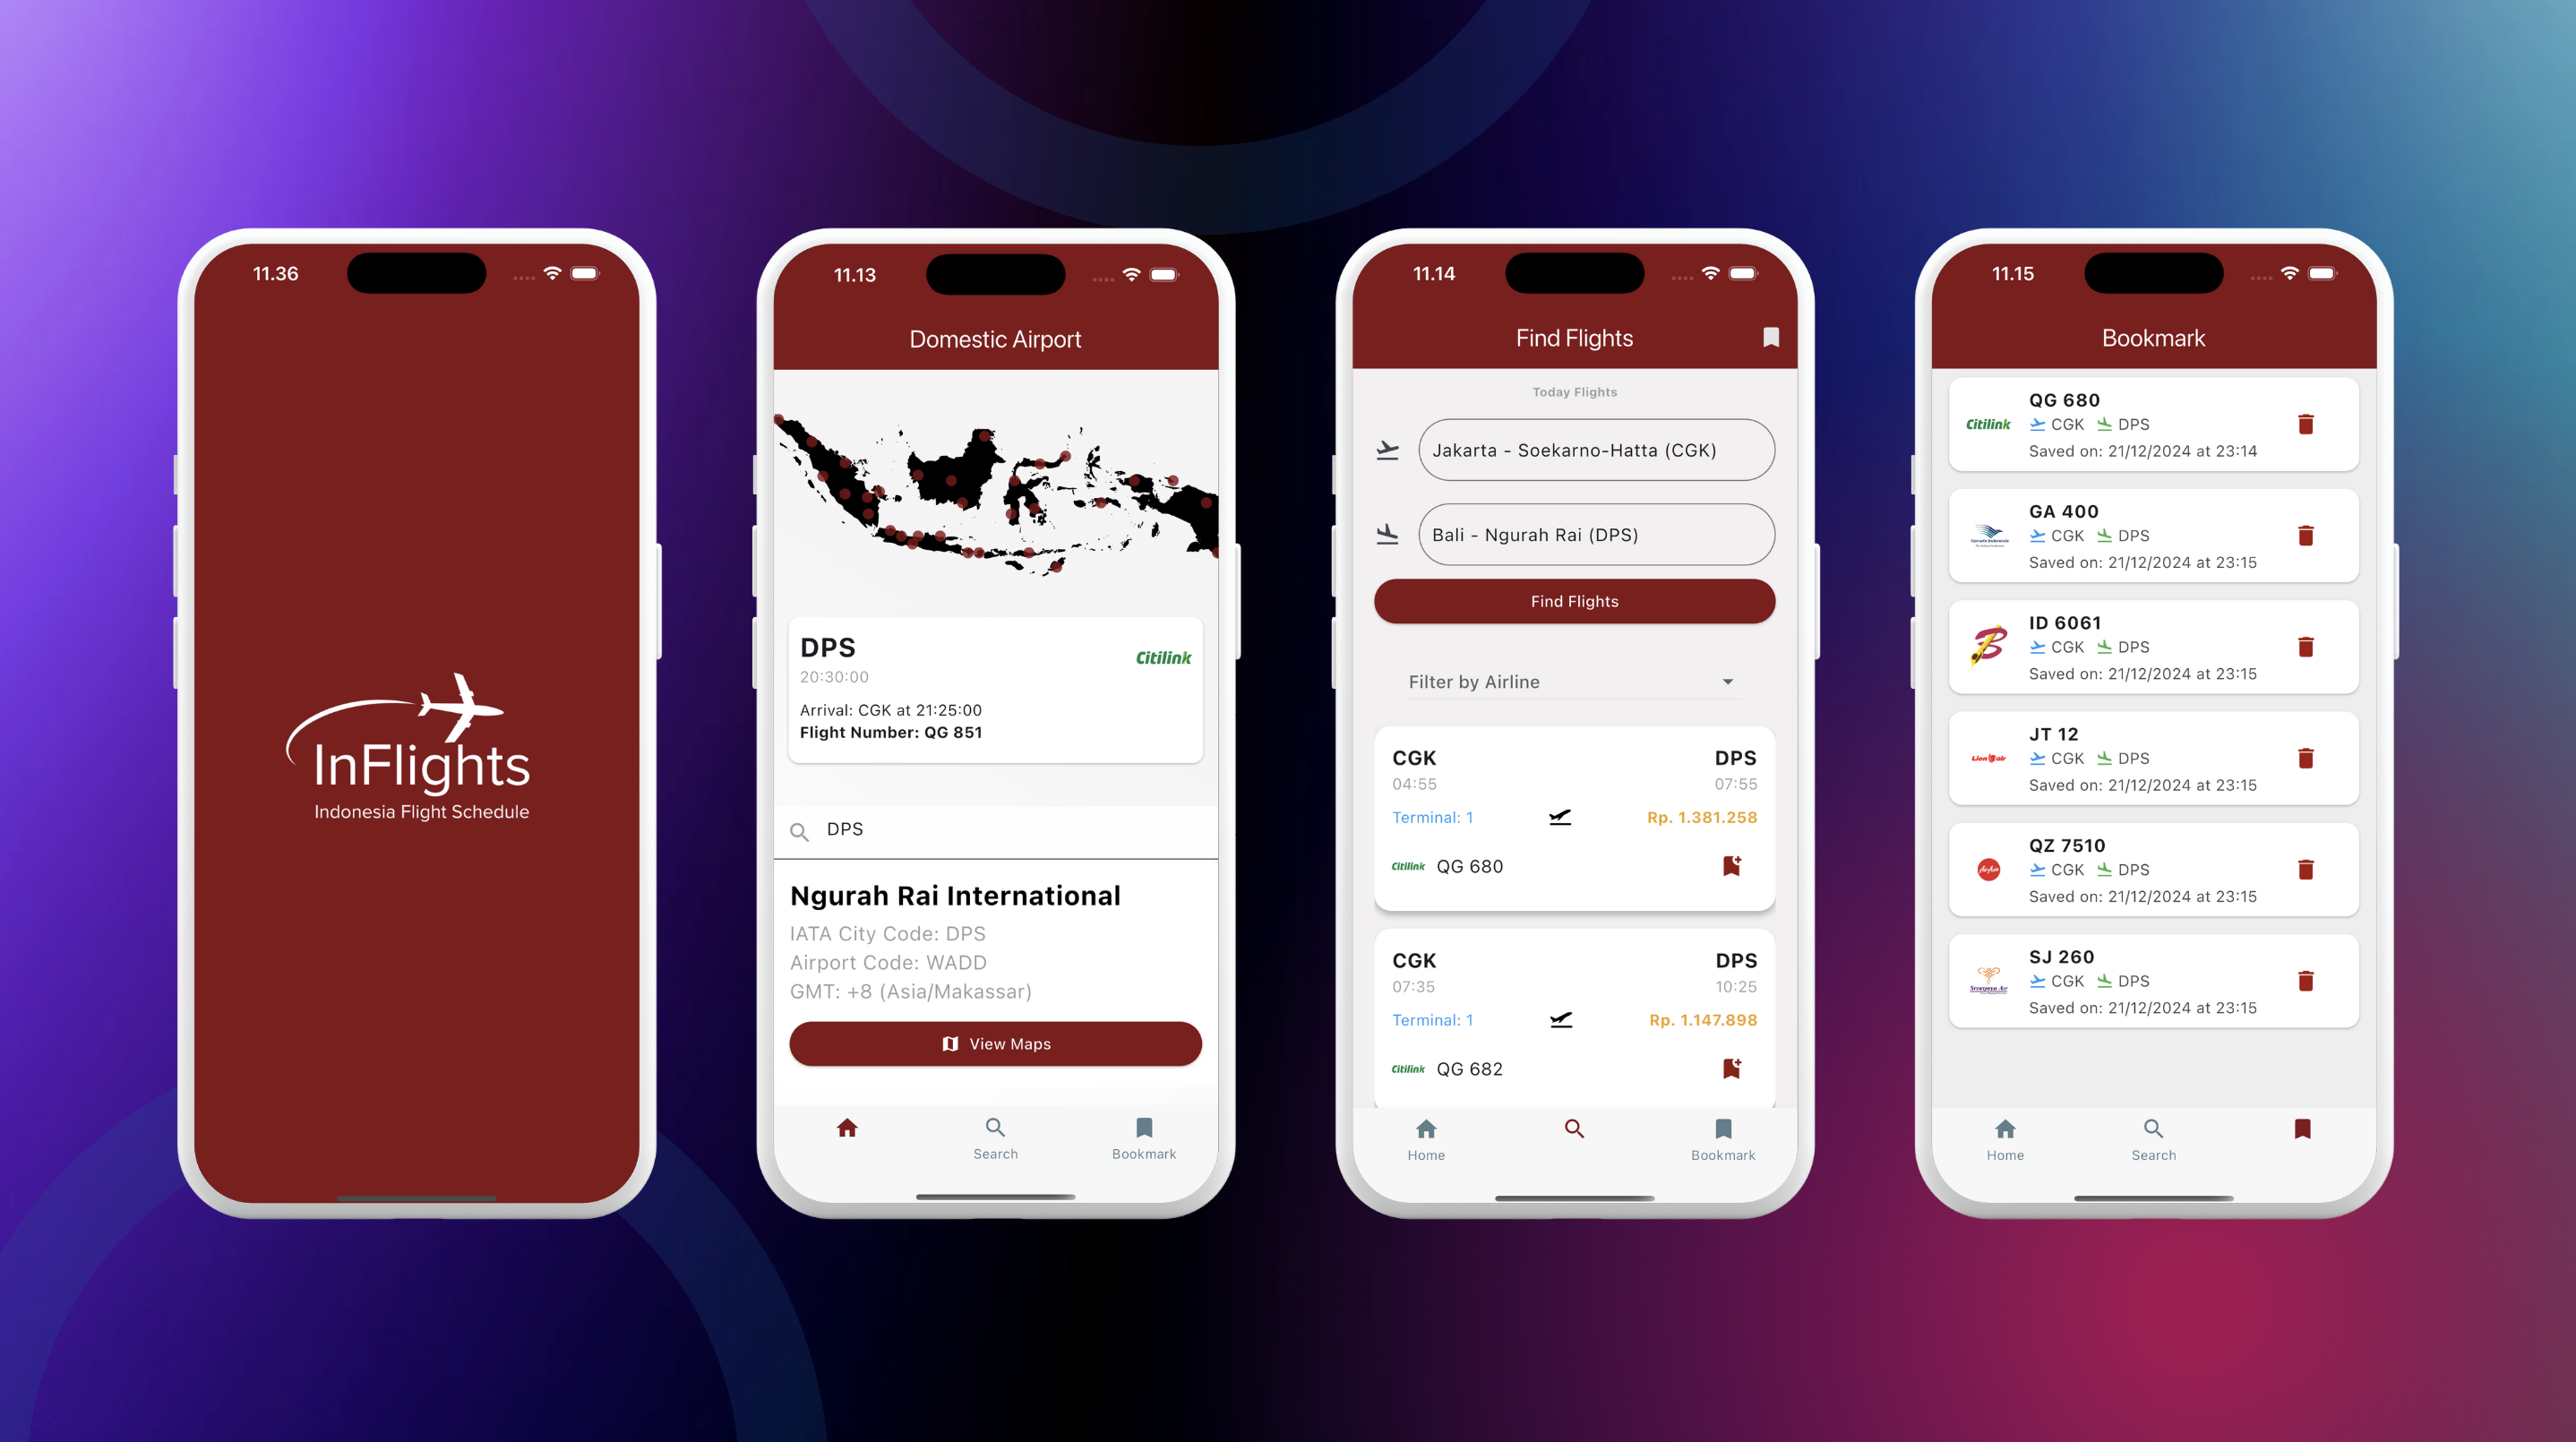 11.36
InFlights
Indonesia Flight Schedule
11.13
Domestic Airport
DPS
Citilink
20:30:00
Arrival: CGK at 21:25:00
Flight Number: QG 851
DPS
Ngurah Rai International
IATA City Code: DPS
Airport Code: WADD
GMT: +8 (Asia/Makassar)
View Maps
Search
Bookmark
11.14
Find Flights
Today Flights
Jakarta - Soekarno-Hatta (CGK)
Bali - Ngurah Rai (DPS)
Find Flights
Filter by Airline
CGK DPS
04:55 07:55
Terminal: 1 Rp. 1.381.258
Citilink QG 680
CGK DPS
07:35 10:25
Terminal: 1 Rp. 1.147.898
Citilink QG 682
Home
Bookmark
11.15
Bookmark
QG 680
Citilink CGK DPS
Saved on: 21/12/2024 at 23:14
GA 400
Garuda Indonesia CGK DPS
Saved on: 21/12/2024 at 23:15
ID 6061
CGK DPS
Saved on: 21/12/2024 at 23:15
JT 12
Lion air CGK DPS
Saved on: 21/12/2024 at 23:15
QZ 7510
AirAsia CGK DPS
Saved on: 21/12/2024 at 23:15
SJ 260
CGK DPS
Sriwijaya Air
Saved on: 21/12/2024 at 23:15
Home
Search